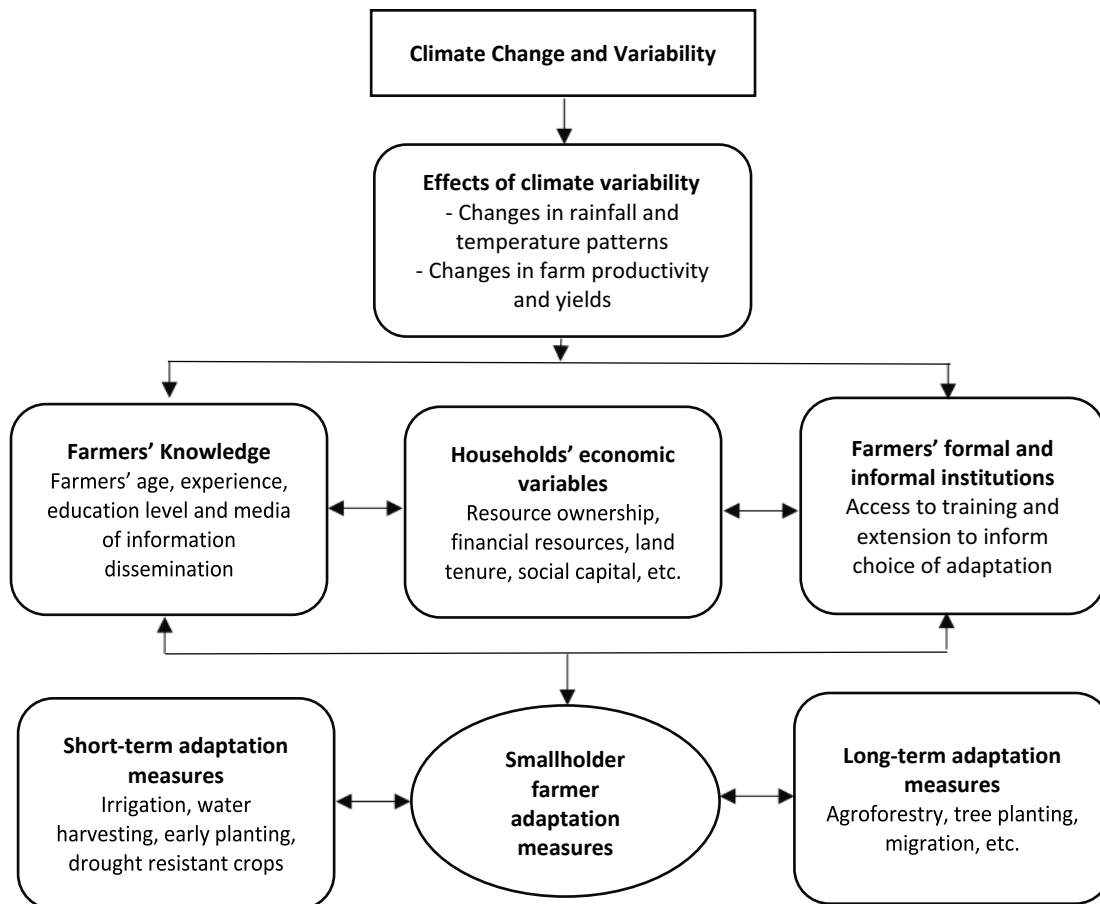 Climate Change and Variability
Effects of climate variability
- Changes in rainfall and
temperature patterns
- Changes in farm productivity
and yields
Farmers’ Knowledge
Farmers’ age, experience,
education level and media
of information
dissemination
Households’ economic
variables
Resource ownership,
financial resources, land
tenure, social capital, etc.
Farmers’ formal and
informal institutions
Access to training and
extension to inform
choice of adaptation
Short-term adaptation
measures
Irrigation, water
harvesting, early planting,
drought resistant crops
Smallholder
farmer
adaptation
measures
Long-term adaptation
measures
Agroforestry, tree planting,
migration, etc.